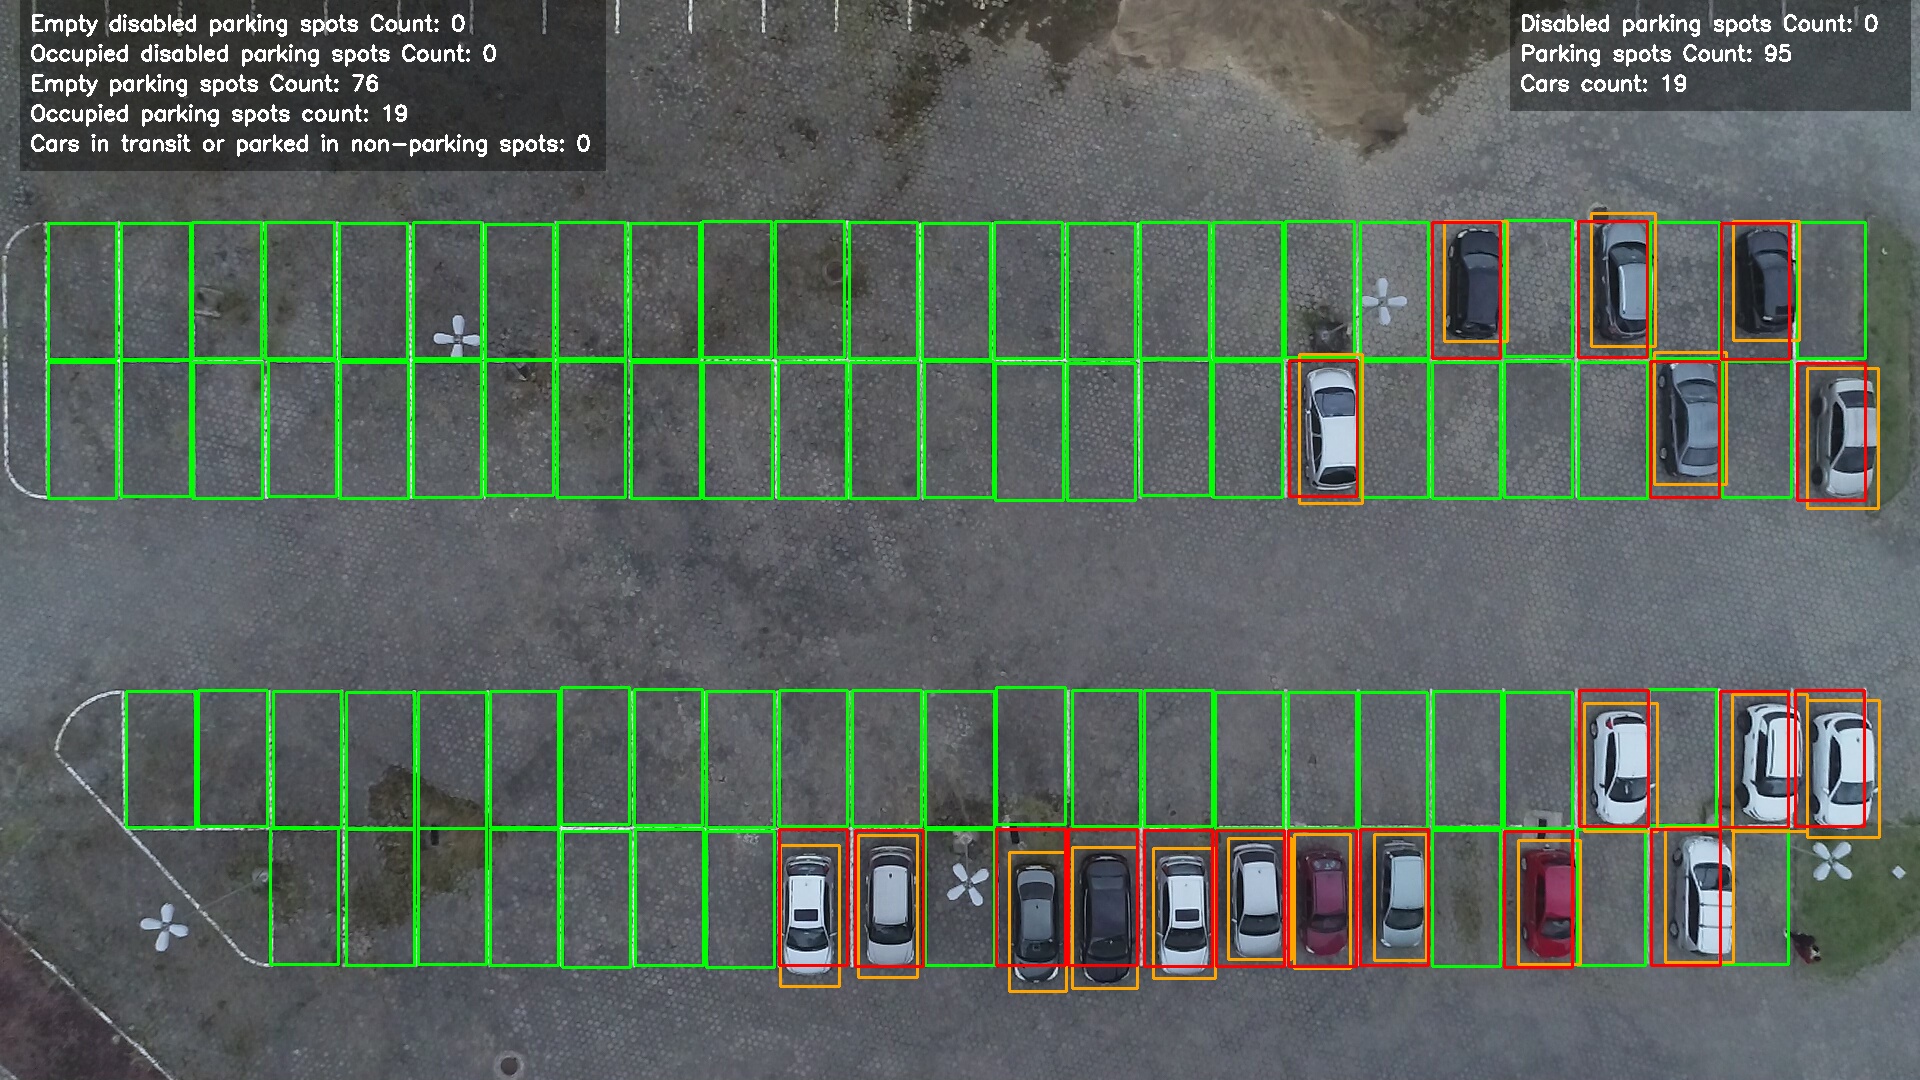 Empty disabled parking spots Count: 0
Occupied disabled parking spots Count: 0
Empty parking spots Count: 76
Occupied parking spots count: 19
Cars in transit or parked in non-parking spots: 0
Disabled parking spots Count: 0
Parking spots Count: 95
Cars count: 19